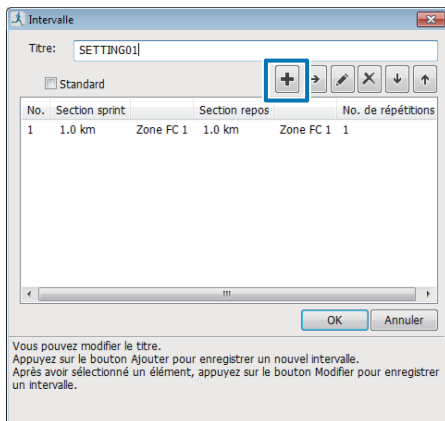 Intervalle
Titre: SETTING01
Standard
No. Section sprint Section repos No. de répétitions
1 1.0 km Zone FC 1 1.0 km Zone FC 1 1
OK Annuler
Vous pouvez modifier le titre.
Appuyez sur le bouton Ajouter pour enregistrer un nouvel intervalle.
Après avoir sélectionné un élément, appuyez sur le bouton Modifier pour enregistrer
un intervalle.